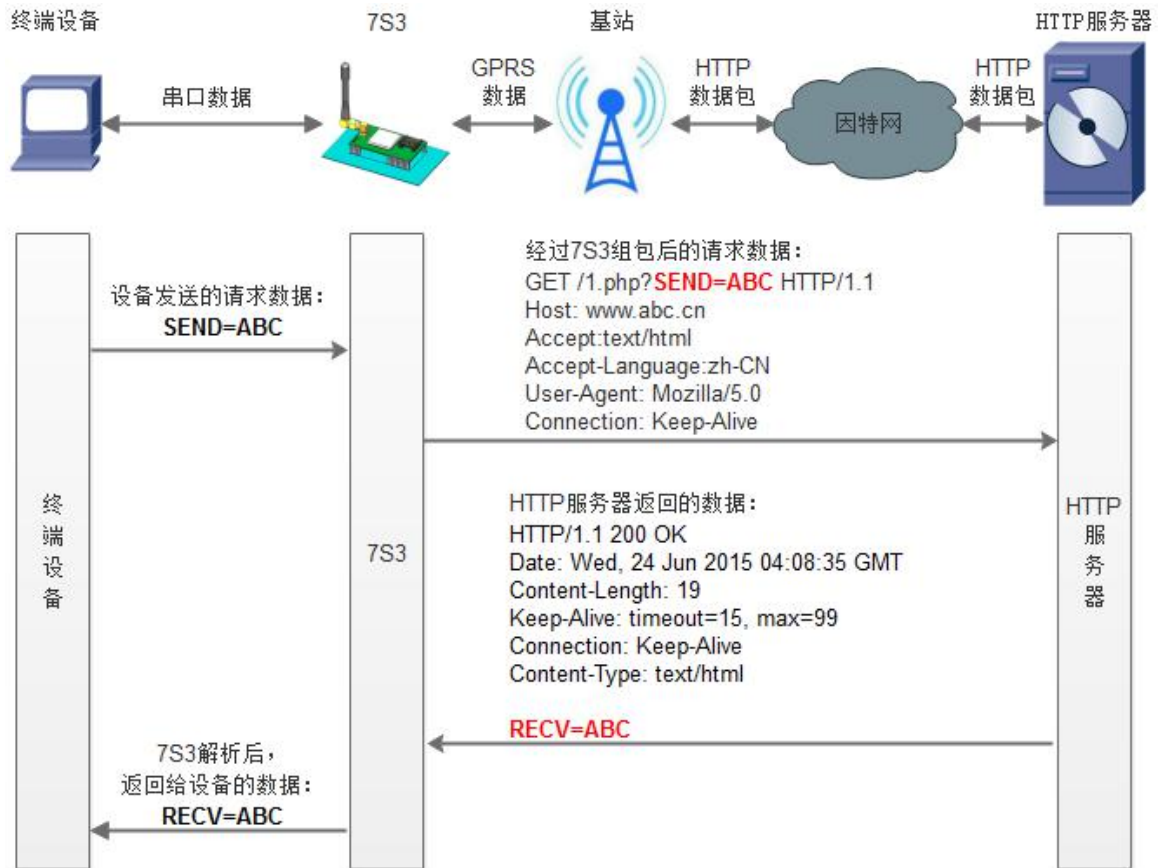 终端设备
7S3
基站
HTTP服务器
串口数据
GPRS
数据
HTTP
数据包
因特网
HTTP
数据包
设备发送的请求数据：
SEND=ABC
经过7S3组包后的请求数据：
GET /1.php?SEND=ABC HTTP/1.1
Host: www.abc.cn
Accept:text/html
Accept-Language:zh-CN
User-Agent: Mozilla/5.0
Connection: Keep-Alive
终
端
设
备
7S3
HTTP
服
务
器
HTTP服务器返回的数据：
HTTP/1.1 200 OK
Date: Wed, 24 Jun 2015 04:08:35 GMT
Content-Length: 19
Keep-Alive: timeout=15, max=99
Connection: Keep-Alive
Content-Type: text/html
RECV=ABC
7S3解析后，
返回给设备的数据：
RECV=ABC